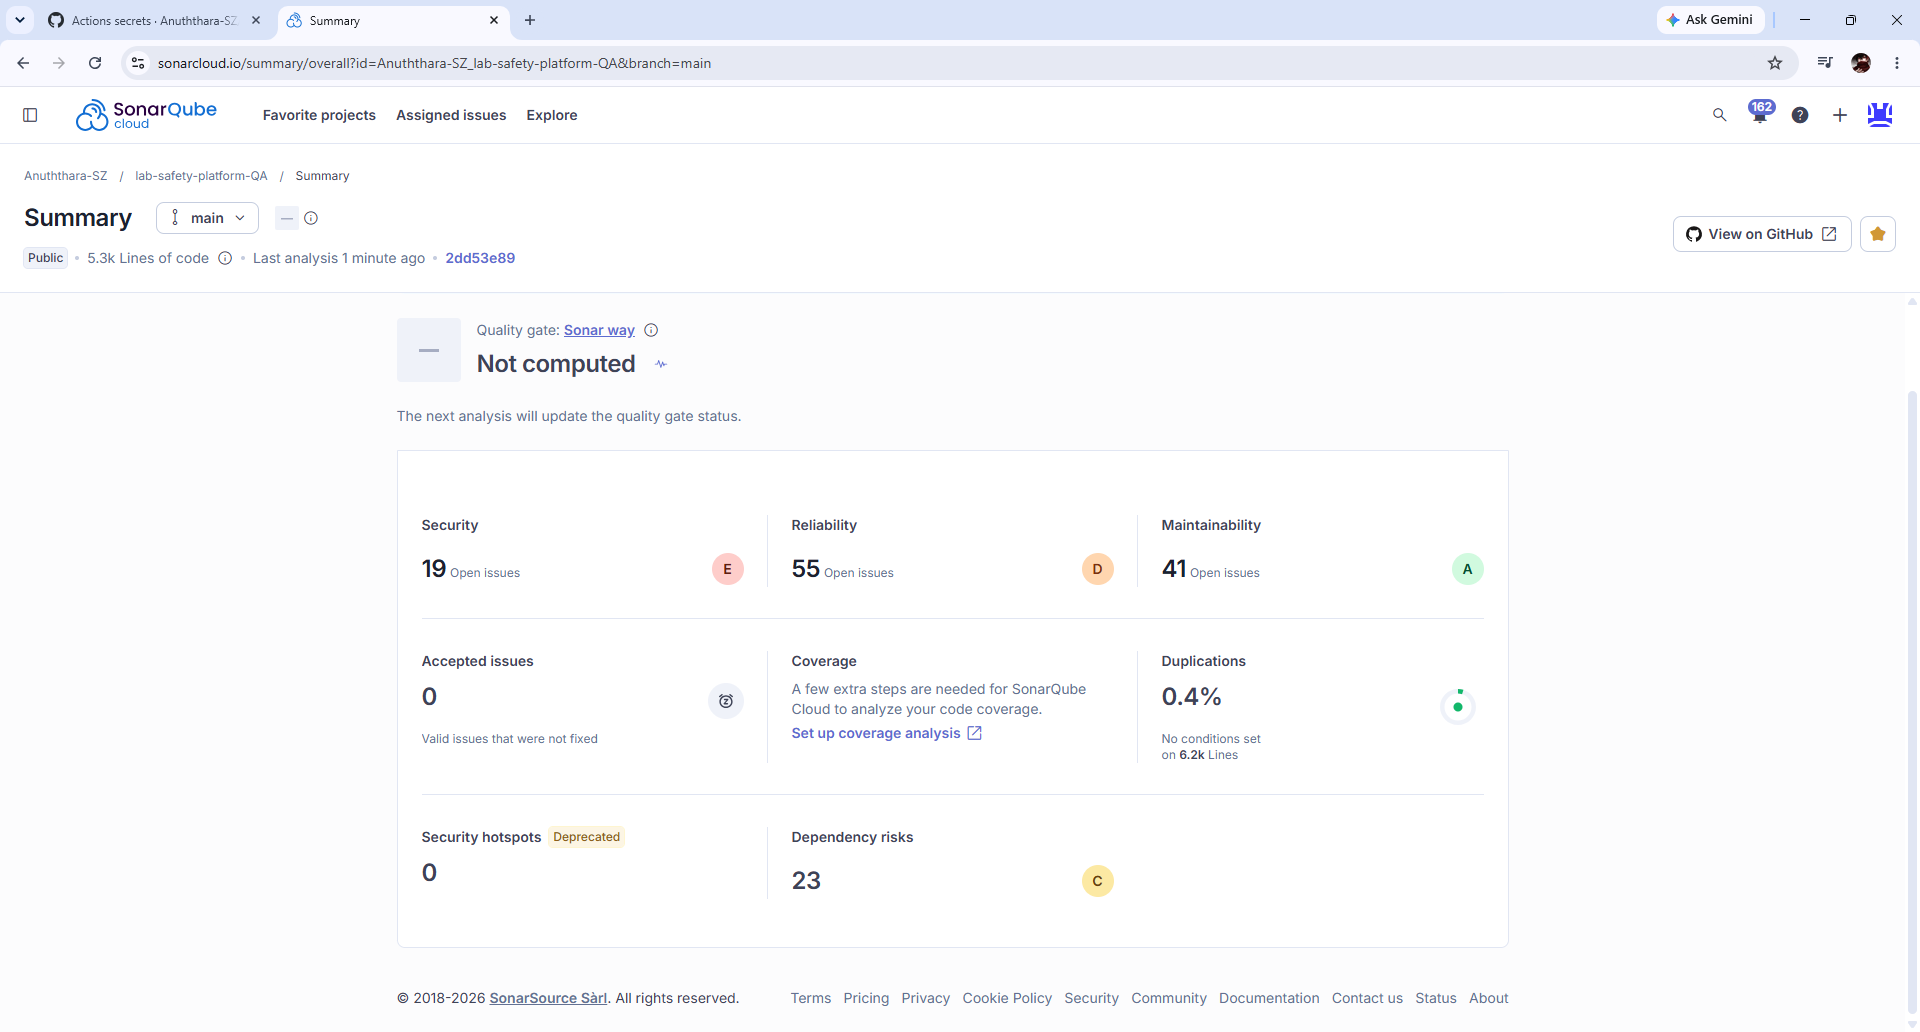 Actions secrets · Anuththara-SZ
Summary
Ask Gemini
sonarcloud.io/summary/overall?id=Anuththara-SZ_lab-safety-platform-QA&branch=main
SonarQube cloud
Favorite projects
Assigned issues
Explore
162
Anuththara-SZ / lab-safety-platform-QA / Summary
Summary
main
View on GitHub
Public • 5.3k Lines of code • Last analysis 1 minute ago • 2dd53e89
Quality gate: Sonar way
Not computed
The next analysis will update the quality gate status.
Security
19 Open issues
E
Reliability
55 Open issues
D
Maintainability
41 Open issues
A
Accepted issues
0
Valid issues that were not fixed
Coverage
A few extra steps are needed for SonarQube
Cloud to analyze your code coverage.
Set up coverage analysis
Duplications
0.4%
No conditions set
on 6.2k Lines
Security hotspots Deprecated
0
Dependency risks
23
C
© 2018-2026 SonarSource Sàrl. All rights reserved.
Terms Pricing Privacy Cookie Policy Security Community Documentation Contact us Status About